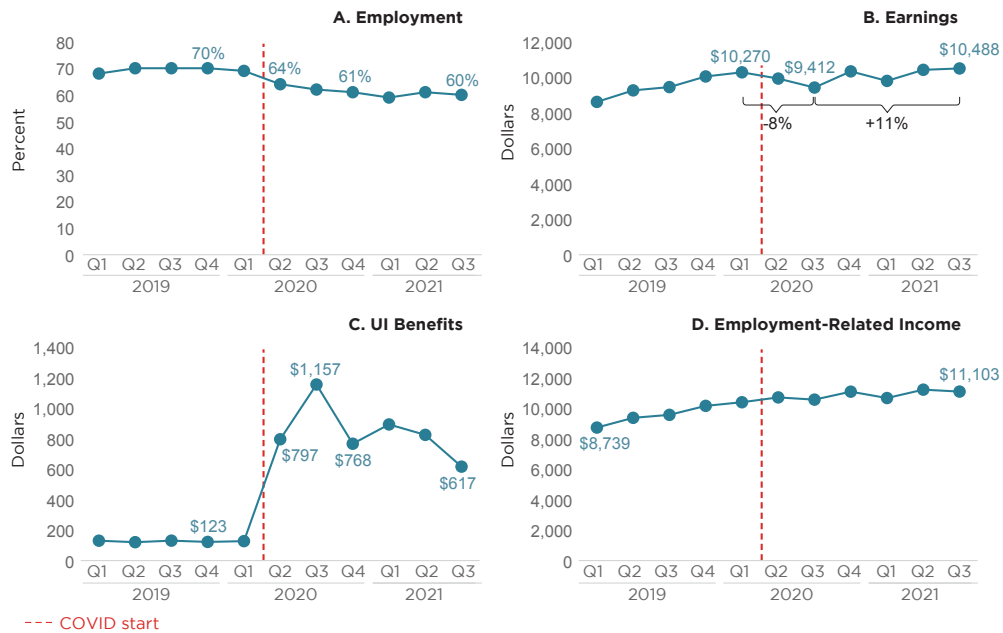 A. Employment
80
70
60
50
40
30
20
10
0
Percent
70%
64%
61%
60%
Q1 Q2 Q3 Q4 Q1 Q2 Q3 Q4 Q1 Q2 Q3
2019 2020 2021
B. Earnings
12,000
10,000
8,000
6,000
4,000
2,000
0
Dollars
$10,270
$9,412
$10,488
-8%
+11%
Q1 Q2 Q3 Q4 Q1 Q2 Q3 Q4 Q1 Q2 Q3
2019 2020 2021
C. UI Benefits
1,400
1,200
1,000
800
600
400
200
0
Dollars
$123
$797
$1,157
$768
$617
Q1 Q2 Q3 Q4 Q1 Q2 Q3 Q4 Q1 Q2 Q3
2019 2020 2021
D. Employment-Related Income
14,000
12,000
10,000
8,000
6,000
4,000
2,000
0
Dollars
$8,739
$11,103
Q1 Q2 Q3 Q4 Q1 Q2 Q3 Q4 Q1 Q2 Q3
2019 2020 2021
COVID start